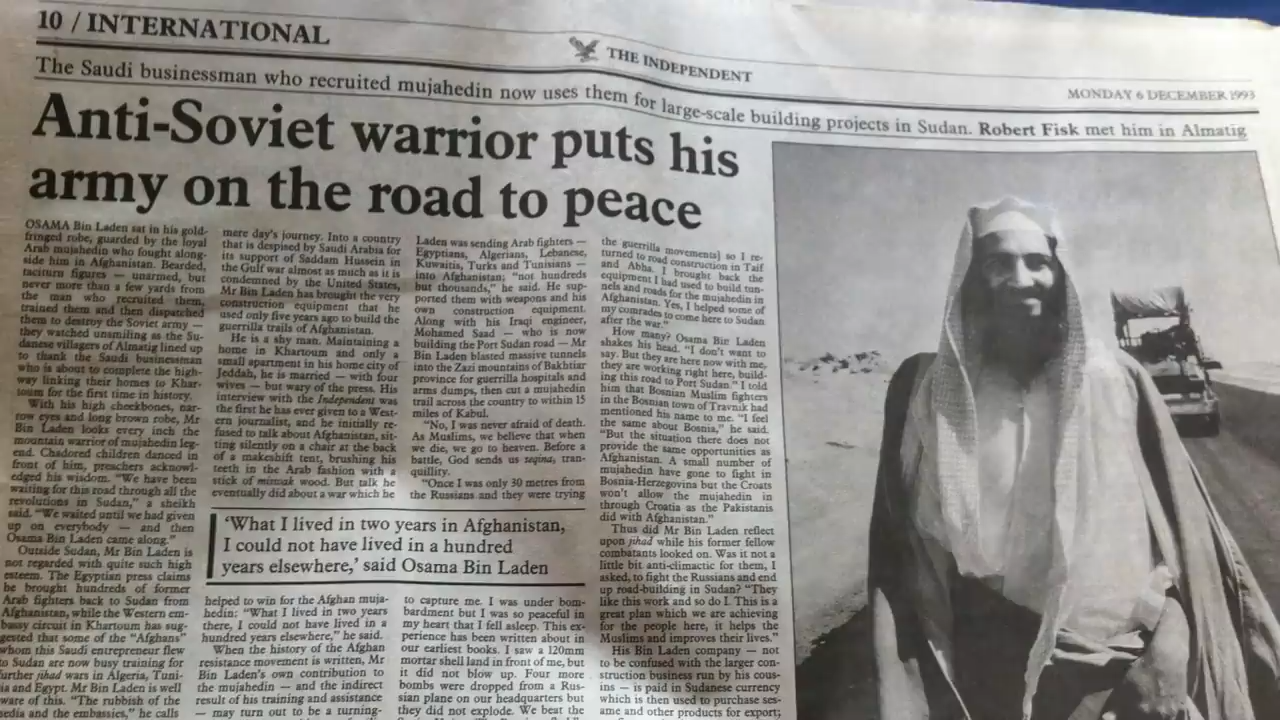 10 / INTERNATIONAL
THE INDEPENDENT
MONDAY 6 DECEMBER 1993
The Saudi businessman who recruited mujahedin now uses them for large-scale building projects in Sudan. Robert Fisk met him in Almatig
Anti-Soviet warrior puts his
army on the road to peace
OSAMA Bin Laden sat in his gold-
fringed robe, guarded by the loyal
Arab mujahedin who fought along-
side him in Afghanistan. Bearded,
taciturn figures — unarmed, but
never more than a few yards from
the man who recruited them,
trained them and then dispatched
them to destroy the Soviet army —
they watched unsmiling as the Su-
danese villagers of Almatig lined up
to thank the Saudi businessman
who is about to complete the high-
way linking their homes to Khar-
toum for the first time in history.
With his high cheekbones, nar-
row eyes and long brown robe, Mr
Bin Laden looks every inch the
mountain warrior of mujahedin leg-
end. Chadored children danced in
front of him, preachers acknowl-
edged his wisdom. "We have been
waiting for this road through all the
revolutions in Sudan," a sheikh
said. "We waited until we had given
up on everybody — and then
Osama Bin Laden came along."
Outside Sudan, Mr Bin Laden is
not regarded with quite such high
esteem. The Egyptian press claims
he brought hundreds of former
Arab fighters back to Sudan from
Afghanistan, while the Western em-
bassy circuit in Khartoum has sug-
gested that some of the "Afghans"
whom this Saudi entrepreneur flew
to Sudan are now busy training for
further jihad wars in Algeria, Tuni-
ia and Egypt. Mr Bin Laden is well
ware of this. "The rubbish of the
media and the embassies," he calls
mere day's journey. Into a country
that is despised by Saudi Arabia for
its support of Saddam Hussein in
the Gulf war almost as much as it is
condemned by the United States,
Mr Bin Laden has brought the very
construction equipment that he
used only five years ago to build the
guerrilla trails of Afghanistan.
He is a shy man. Maintaining a
home in Khartoum and only a
small apartment in his home city of
Jeddah, he is married — with four
wives — but wary of the press. His
interview with the Independent was
the first he has ever given to a West-
ern journalist, and he initially re-
fused to talk about Afghanistan, sit-
ting silently on a chair at the back
of a makeshift tent, brushing his
teeth in the Arab fashion with a
stick of miswak wood. But talk he
eventually did about a war which he
'What I lived in two years in Afghanistan,
I could not have lived in a hundred
years elsewhere,' said Osama Bin Laden
helped to win for the Afghan muja-
hedin: "What I lived in two years
there, I could not have lived in a
hundred years elsewhere," he said.
When the history of the Afghan
resistance movement is written, Mr
Bin Laden's own contribution to
the mujahedin — and the indirect
result of his training and assistance
— may turn out to be a turning-
Laden was sending Arab fighters —
Egyptians, Algerians, Lebanese,
Kuwaitis, Turks and Tunisians —
into Afghanistan; "not hundreds
but thousands," he said. He sup-
ported them with weapons and his
own construction equipment.
Along with his Iraqi engineer,
Mohamed Saad — who is now
building the Port Sudan road — Mr
Bin Laden blasted massive tunnels
into the Zazi mountains of Bakhtiar
province for guerrilla hospitals and
arms dumps, then cut a mujahedin
trail across the country to within 15
miles of Kabul.
"No, I was never afraid of death.
As Muslims, we believe that when
we die, we go to heaven. Before a
battle, God sends us seqina, tran-
quillity.
"Once I was only 30 metres from
the Russians and they were trying
to capture me. I was under bom-
bardment but I was so peaceful in
my heart that I fell asleep. This ex-
perience has been written about in
our earliest books. I saw a 120mm
mortar shell land in front of me, but
it did not blow up. Four more
bombs were dropped from a Rus-
sian plane on our headquarters but
they did not explode. We beat the
the guerrilla movements] so I re-
turned to road construction in Taif
and Abha. I brought back the
equipment I had used to build tun-
nels and roads for the mujahedin in
Afghanistan. Yes, I helped some of
my comrades to come here to Sudan
after the war."
How many? Osama Bin Laden
shakes his head. "I don't want to
say. But they are here now with me,
they are working right here, build-
ing this road to Port Sudan." I told
him that Bosnian Muslim fighters
in the Bosnian town of Travnik had
mentioned his name to me. "I feel
the same about Bosnia," he said.
"But the situation there does not
provide the same opportunities as
Afghanistan. A small number of
mujahedin have gone to fight in
Bosnia-Herzegovina but the Croats
won't allow the mujahedin in
through Croatia as the Pakistanis
did with Afghanistan."
Thus did Mr Bin Laden reflect
upon jihad while his former fellow
combatants looked on. Was it not a
little bit anti-climactic for them, I
asked, to fight the Russians and end
up road-building in Sudan? "They
like this work and so do I. This is a
great plan which we are achieving
for the people here, it helps the
Muslims and improves their lives."
His Bin Laden company — not
to be confused with the larger con-
struction business run by his cous-
ins — is paid in Sudanese currency
which is then used to purchase ses-
ame and other products for export;